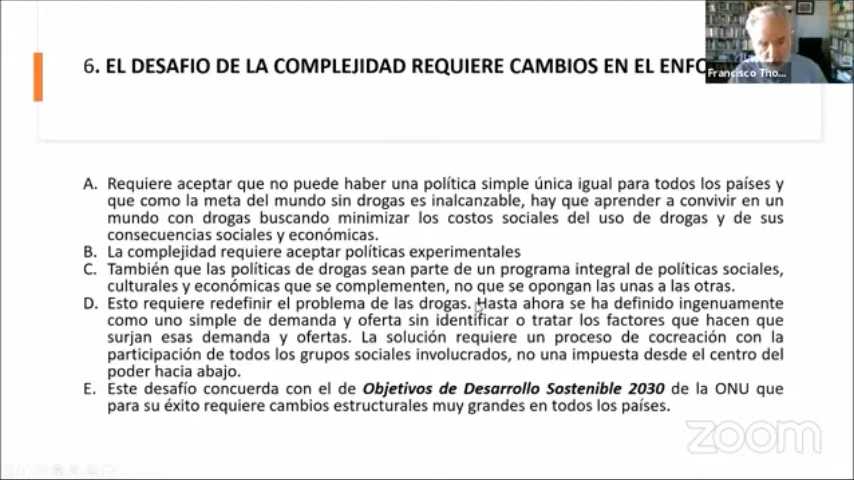 6. EL DESAFIO DE LA COMPLEJIDAD REQUIERE CAMBIOS EN EL ENFO
Francisco Tho...
A. Requiere aceptar que no puede haber una política simple única igual para todos los países y
que como la meta del mundo sin drogas es inalcanzable, hay que aprender a convivir en un
mundo con drogas buscando minimizar los costos sociales del uso de drogas y de sus
consecuencias sociales y económicas.
B. La complejidad requiere aceptar políticas experimentales
C. También que las políticas de drogas sean parte de un programa integral de políticas sociales,
culturales y económicas que se complementen, no que se opongan las unas a las otras.
D. Esto requiere redefinir el problema de las drogas. Hasta ahora se ha definido ingenuamente
como uno simple de demanda y oferta sin identificar o tratar los factores que hacen que
surjan esas demanda y ofertas. La solución requiere un proceso de cocreación con la
participación de todos los grupos sociales involucrados, no una impuesta desde el centro del
poder hacia abajo.
E. Este desafío concuerda con el de Objetivos de Desarrollo Sostenible 2030 de la ONU que
para su éxito requiere cambios estructurales muy grandes en todos los países.
zoom